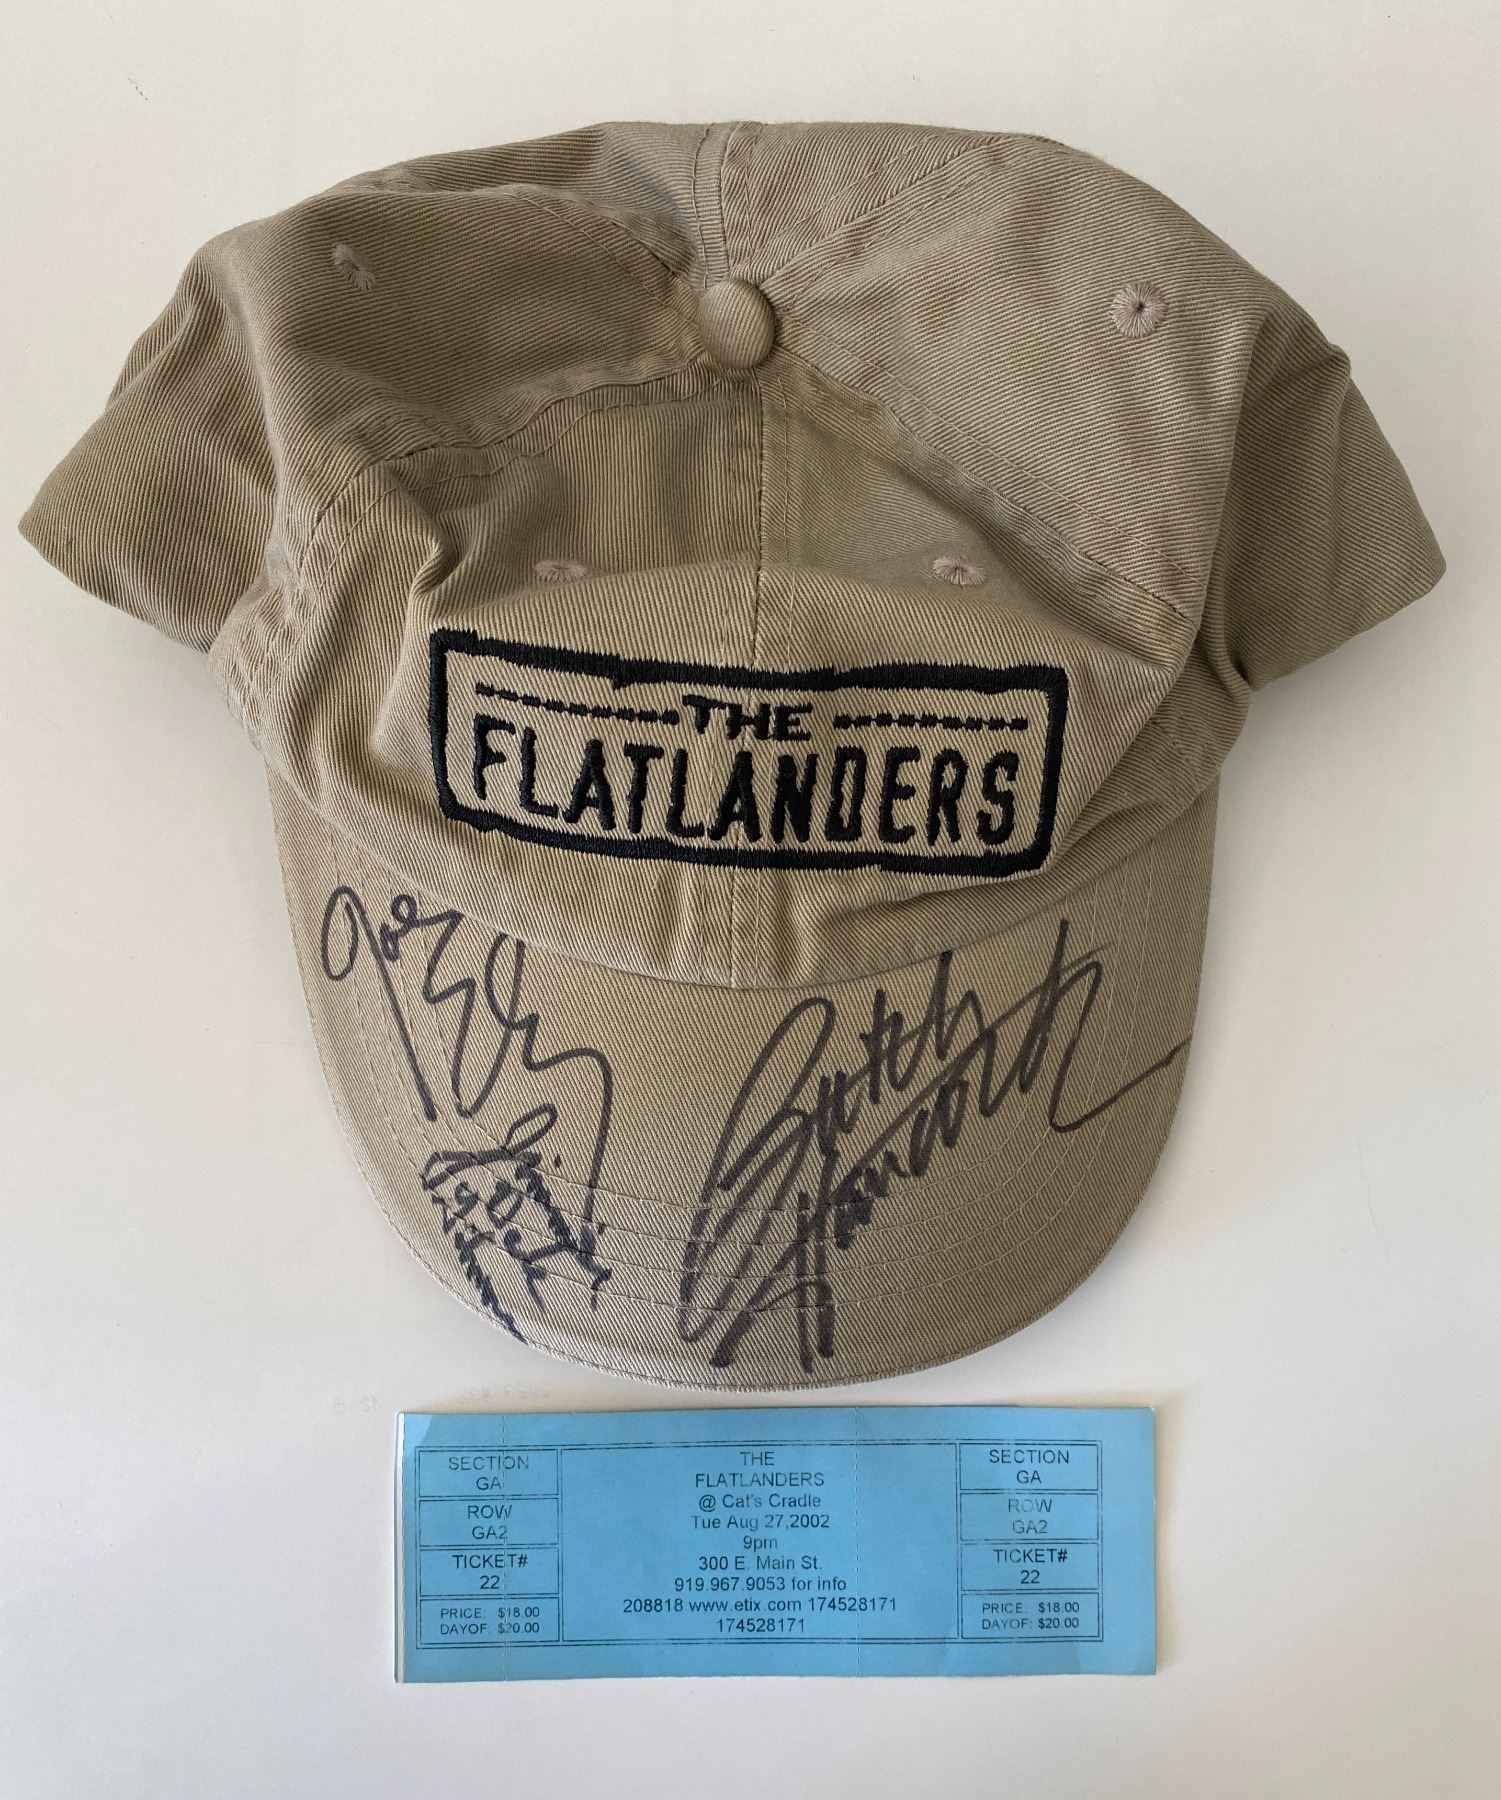 THE
FLATLANDERS
Joe Ely
Butch
Hancock
SECTION
GA
ROW
GA2
TICKET#
22
PRICE: $18.00
DAYOF: $20.00
THE
FLATLANDERS
@ Cat's Cradle
Tue Aug 27,2002
9pm
300 E. Main St.
919.967.9053 for info
208818 www.etix.com 174528171
174528171
SECTION
GA
ROW
GA2
TICKET#
22
PRICE: $18.00
DAYOF: $20.00